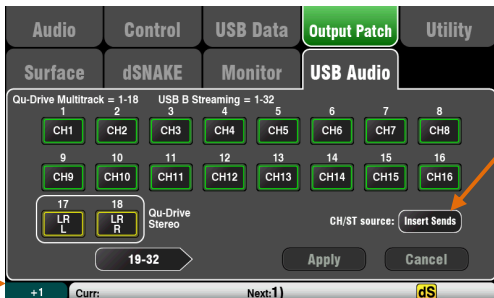 Audio Control USB Data Output Patch Utility
Surface dSNAKE Monitor USB Audio
Qu-Drive Multitrack = 1-18 USB B Streaming = 1-32
1 2 3 4 5 6 7 8
CH1 CH2 CH3 CH4 CH5 CH6 CH7 CH8
9 10 11 12 13 14 15 16
CH9 CH10 CH11 CH12 CH13 CH14 CH15 CH16
17 18
LR LR Qu-Drive
L R Stereo
CH/ST source: Insert Sends
19-32 Apply Cancel
+1 Curr: Next:1) dS